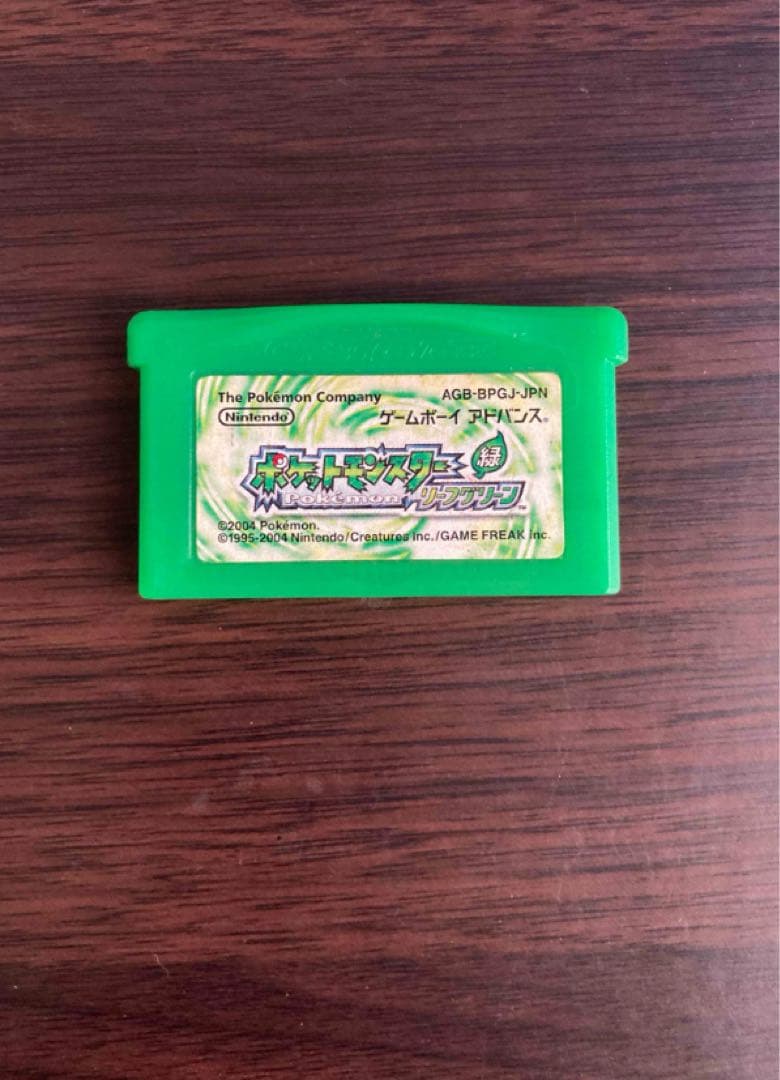 The Pokémon Company AGB-BPGJ-JPN
Nintendo ゲームボーイ アドバンス®
ポケットモンスター 緑
Pokémon リーフグリーン™
©2004 Pokémon.
©1995-2004 Nintendo/Creatures inc./GAME FREAK inc.